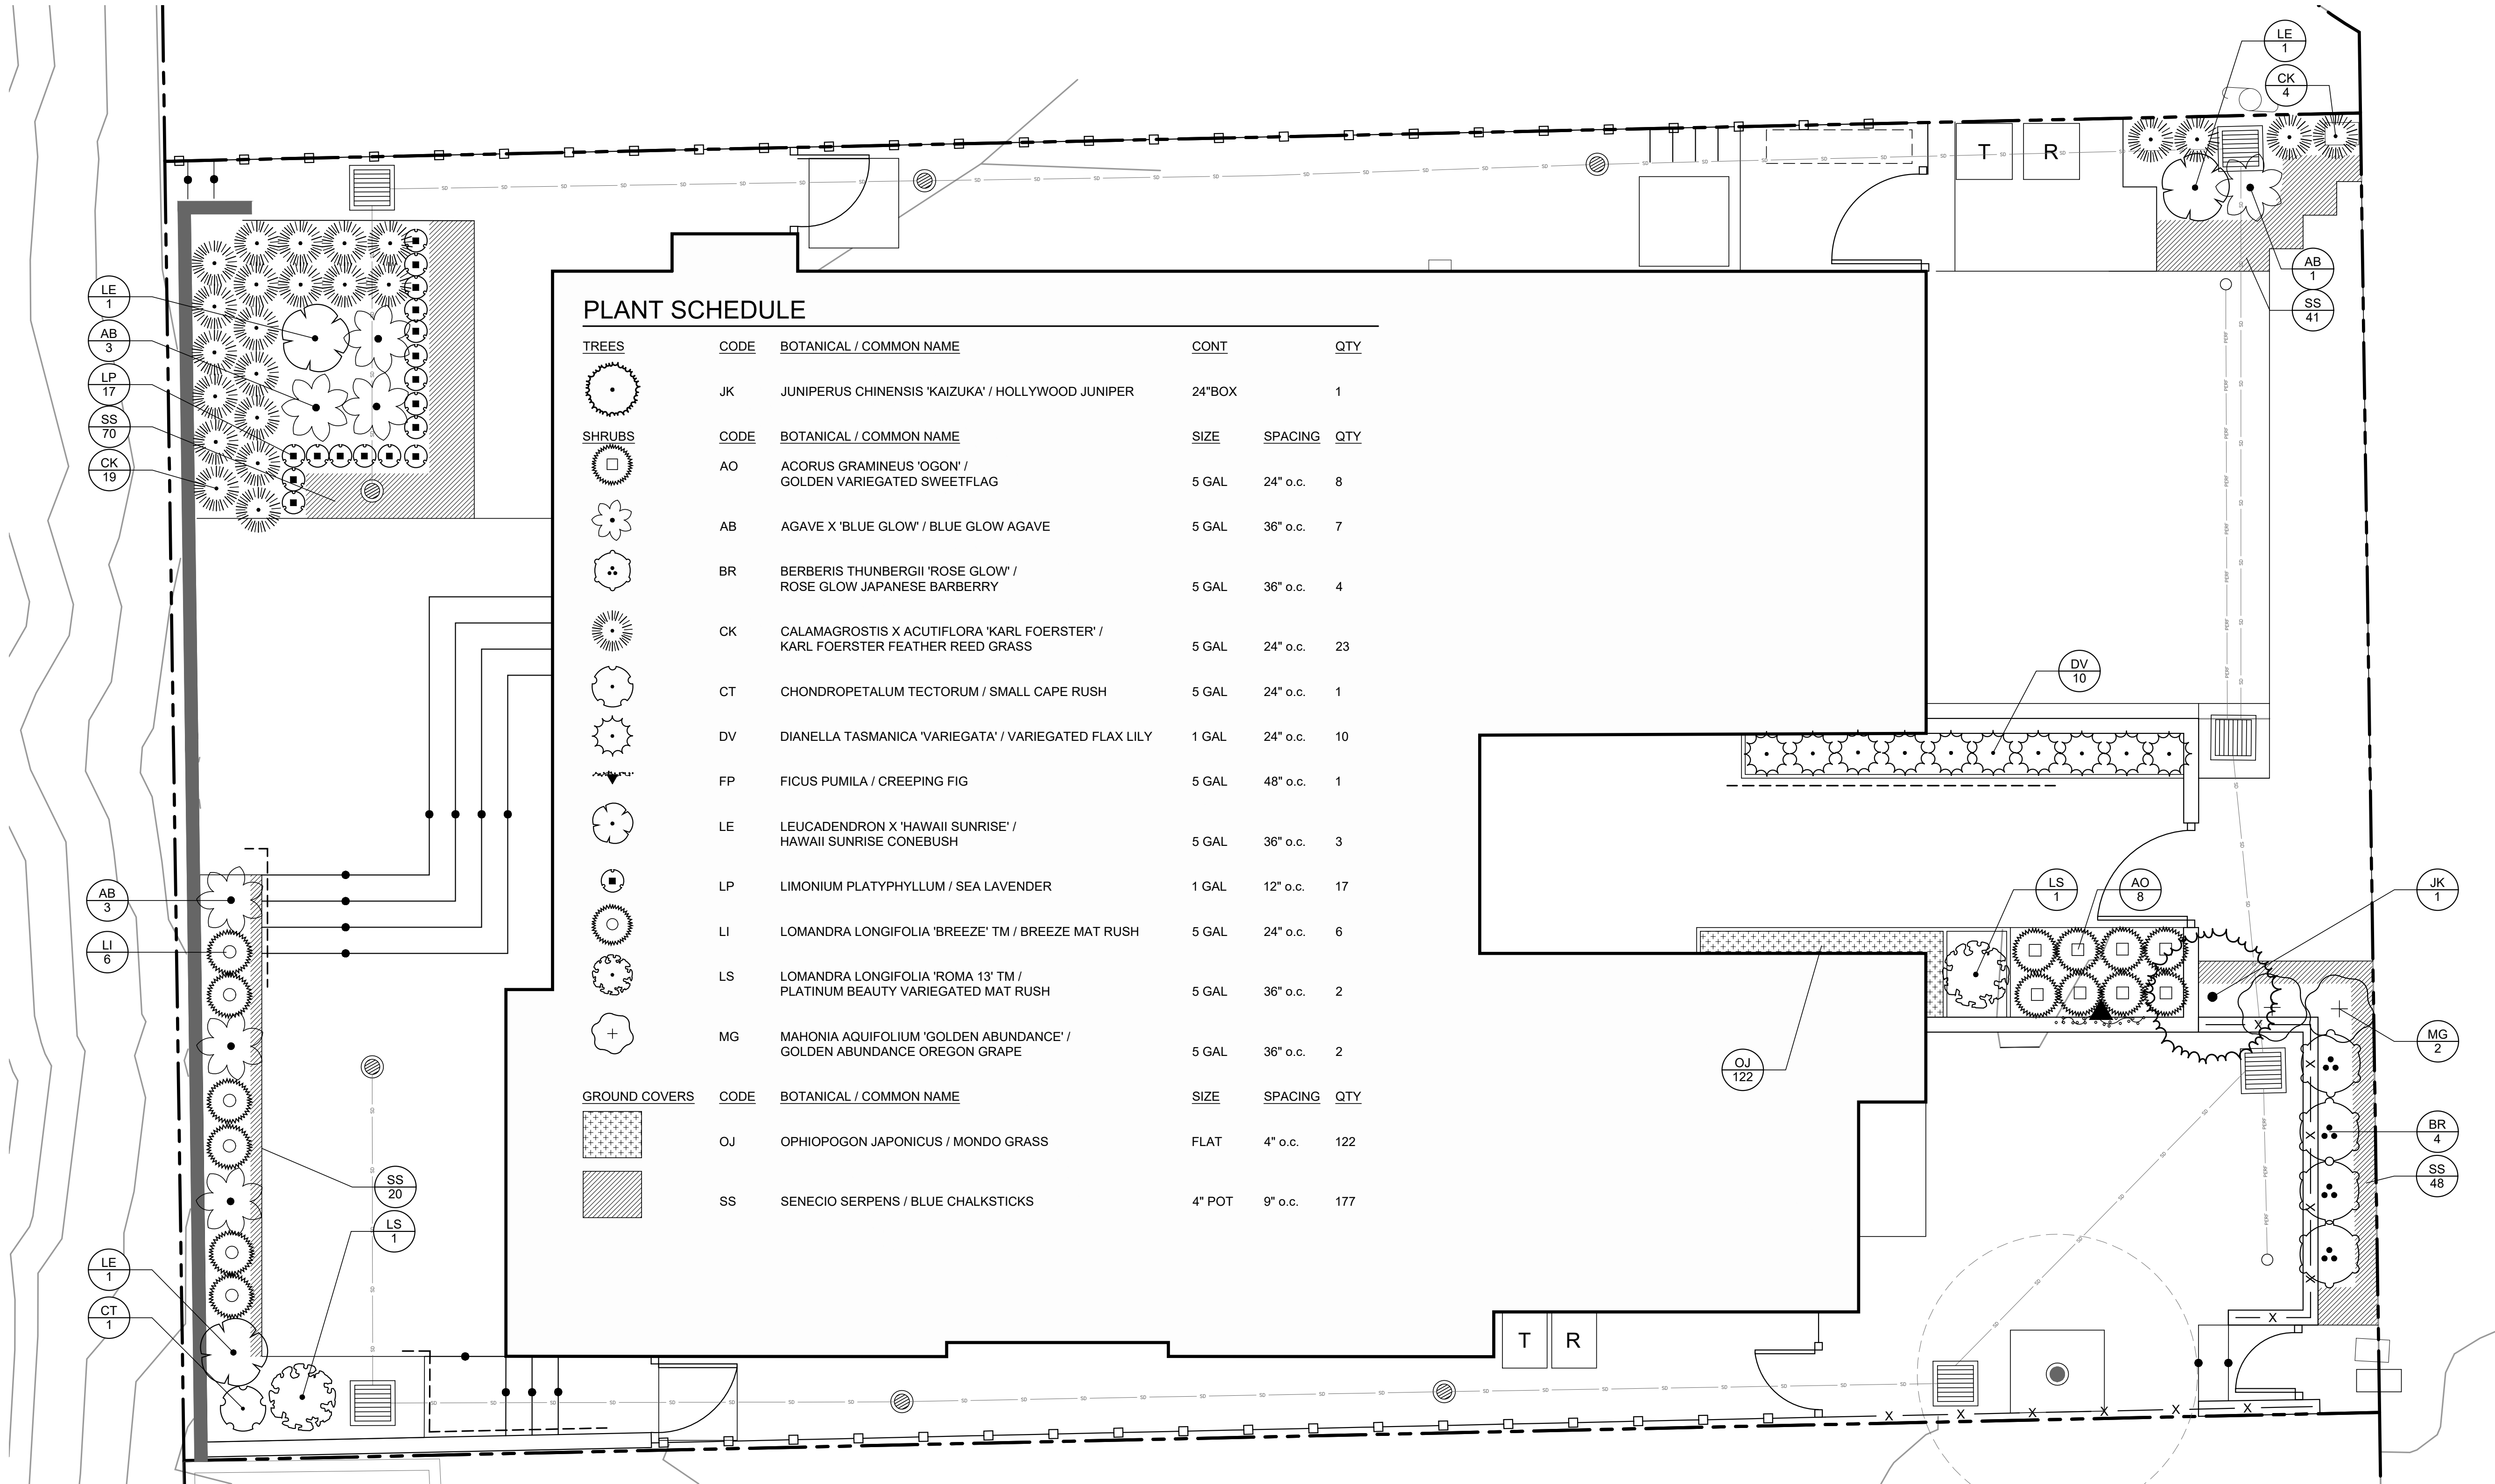 LE
1
CK
4
T
R
AB
1
SS
41
LE
1
AB
3
LP
17
SS
70
CK
19
PLANT SCHEDULE
TREES CODE BOTANICAL / COMMON NAME CONT QTY
JK JUNIPERUS CHINENSIS 'KAIZUKA' / HOLLYWOOD JUNIPER 24"BOX 1
SHRUBS CODE BOTANICAL / COMMON NAME SIZE SPACING QTY
AO ACORUS GRAMINEUS 'OGON' /
GOLDEN VARIEGATED SWEETFLAG 5 GAL 24" o.c. 8
AB AGAVE X 'BLUE GLOW' / BLUE GLOW AGAVE 5 GAL 36" o.c. 7
BR BERBERIS THUNBERGII 'ROSE GLOW' /
ROSE GLOW JAPANESE BARBERRY 5 GAL 36" o.c. 4
CK CALAMAGROSTIS X ACUTIFLORA 'KARL FOERSTER' /
KARL FOERSTER FEATHER REED GRASS 5 GAL 24" o.c. 23
CT CHONDROPETALUM TECTORUM / SMALL CAPE RUSH 5 GAL 24" o.c. 1
DV DIANELLA TASMANICA 'VARIEGATA' / VARIEGATED FLAX LILY 1 GAL 24" o.c. 10
FP FICUS PUMILA / CREEPING FIG 5 GAL 48" o.c. 1
LE LEUCADENDRON X 'HAWAII SUNRISE' /
HAWAII SUNRISE CONEBUSH 5 GAL 36" o.c. 3
LP LIMONIUM PLATYPHYLLUM / SEA LAVENDER 1 GAL 12" o.c. 17
LI LOMANDRA LONGIFOLIA 'BREEZE' TM / BREEZE MAT RUSH 5 GAL 24" o.c. 6
LS LOMANDRA LONGIFOLIA 'ROMA 13' TM /
PLATINUM BEAUTY VARIEGATED MAT RUSH 5 GAL 36" o.c. 2
MG MAHONIA AQUIFOLIUM 'GOLDEN ABUNDANCE' /
GOLDEN ABUNDANCE OREGON GRAPE 5 GAL 36" o.c. 2
GROUND COVERS CODE BOTANICAL / COMMON NAME SIZE SPACING QTY
OJ OPHIOPOGON JAPONICUS / MONDO GRASS FLAT 4" o.c. 122
SS SENECIO SERPENS / BLUE CHALKSTICKS 4" POT 9" o.c. 177
DV
10
LS
1
AO
8
JK
1
AB
3
LI
6
MG
2
OJ
122
BR
4
SS
48
SS
20
LS
1
LE
1
CT
1
T
R